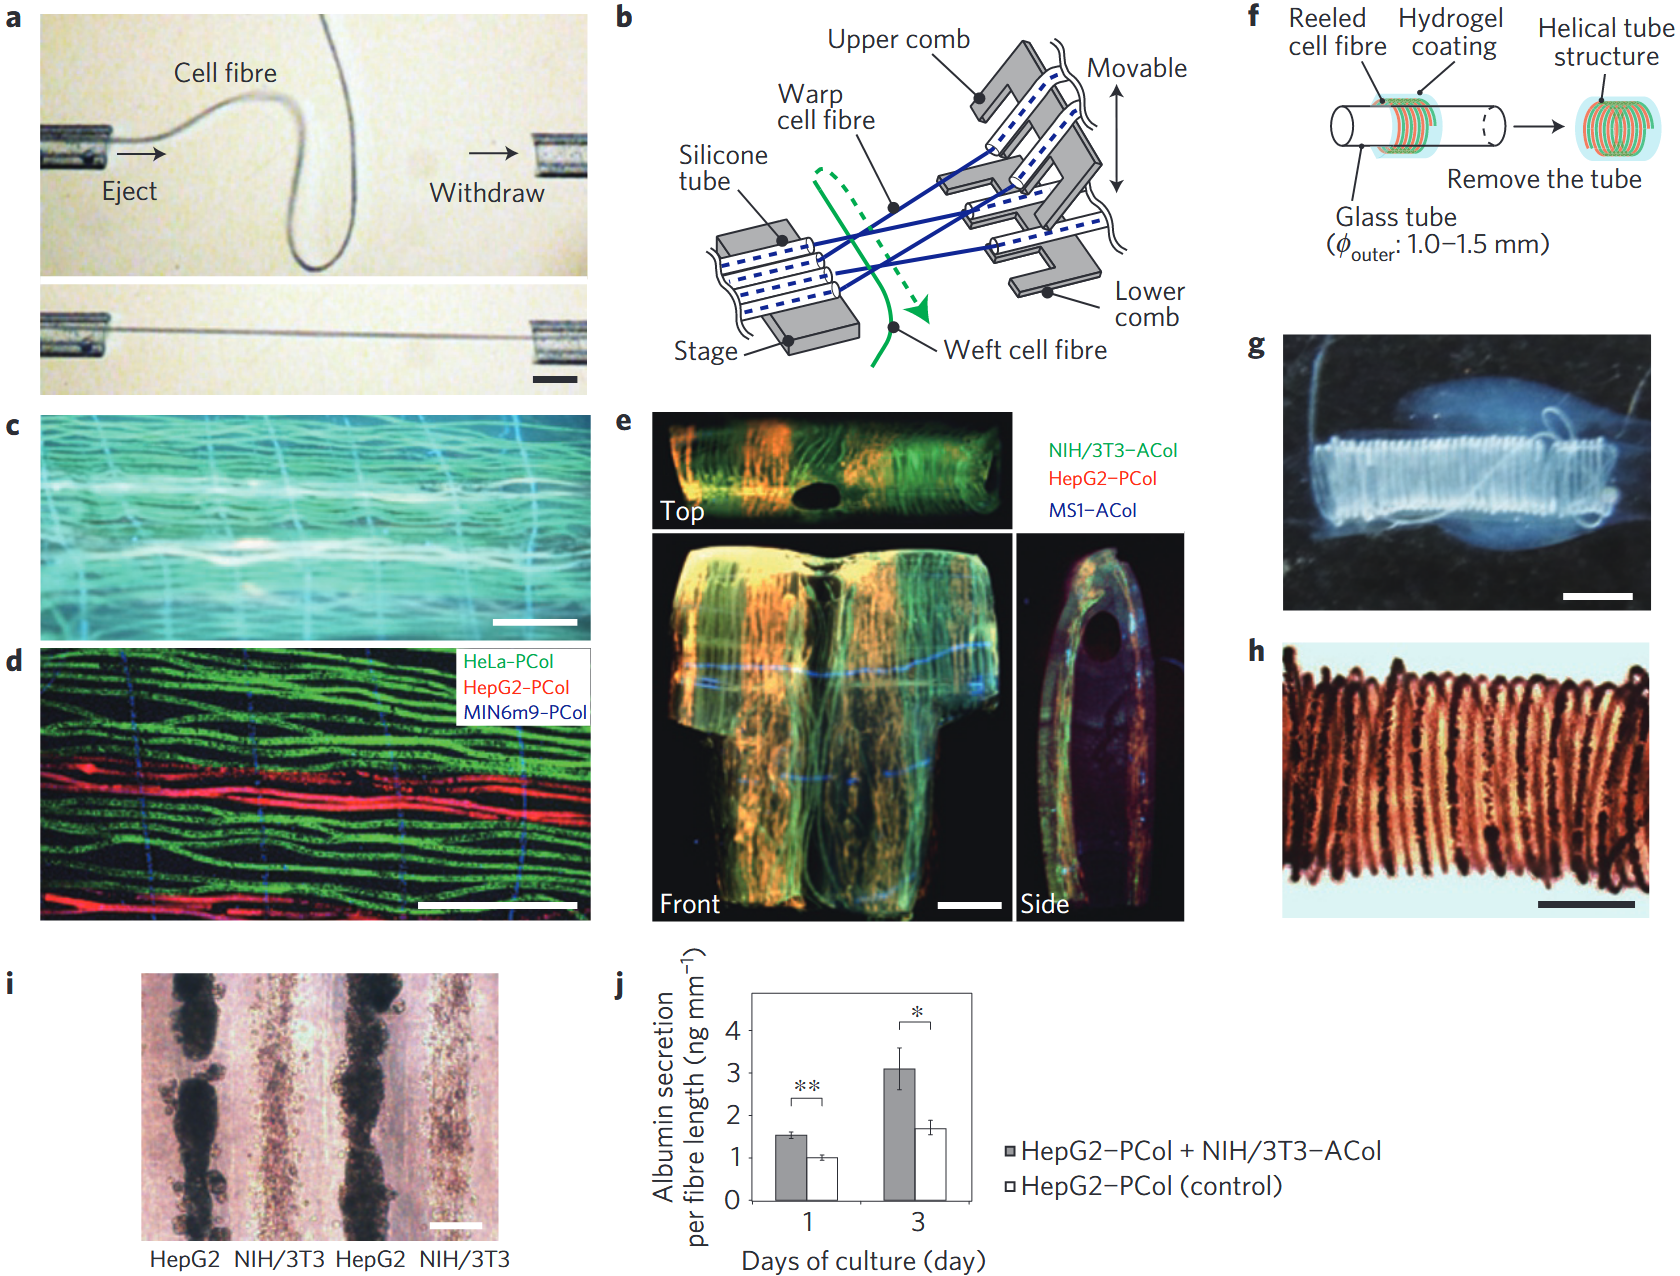 a
Cell fibre
Eject
Withdraw
b
Upper comb
Movable
Warp
cell fibre
Silicone
tube
Lower
comb
Stage
Weft cell fibre
f
Reeled
cell fibre
Hydrogel
coating
Helical tube
structure
Remove the tube
Glass tube
(ϕouter: 1.0–1.5 mm)
c
d
HeLa–PCol
HepG2–PCol
MIN6m9–PCol
e
Top
NIH/3T3–ACol
HepG2–PCol
MS1–ACol
Front
Side
g
h
i
HepG2 NIH/3T3 HepG2 NIH/3T3
j
Albumin secretion
per fibre length (ng mm⁻¹)
4
3
2
1
0
**
*
1
3
Days of culture (day)
HepG2–PCol + NIH/3T3–ACol
HepG2–PCol (control)